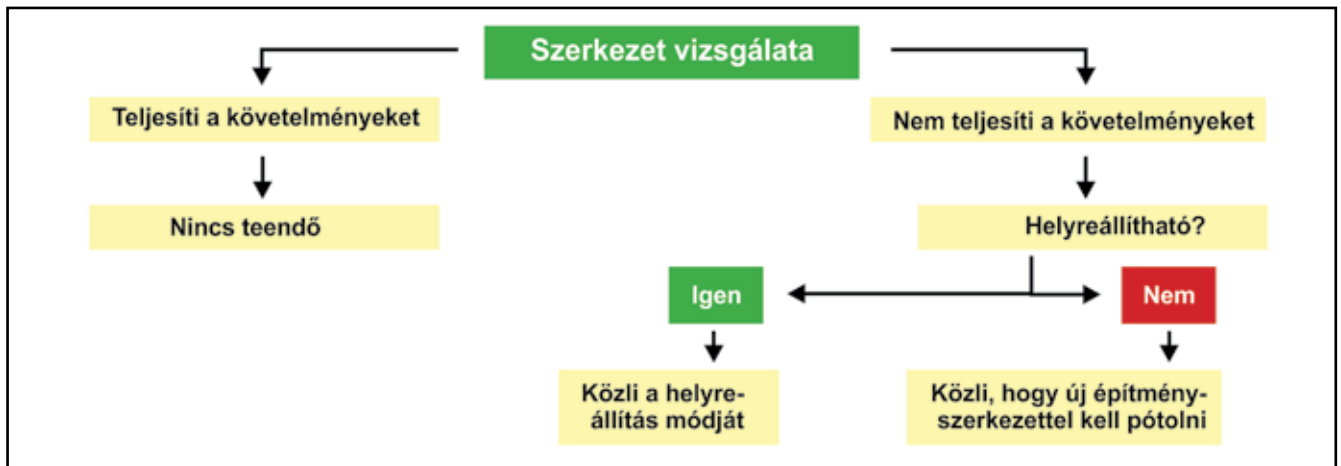 Szerkezet vizsgálata
Teljesíti a követelményeket
Nem teljesíti a követelményeket
Nincs teendő
Helyreállítható?
Igen
Nem
Közli a helyre-
állítás módját
Közli, hogy új építmény-
szerkezettel kell pótolni